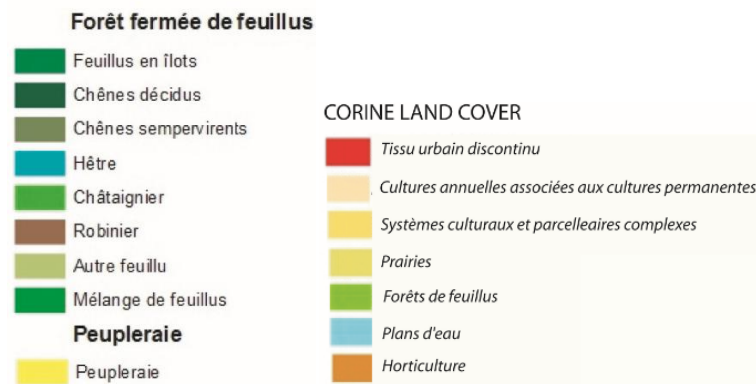 Forêt fermée de feuillus
Feuillus en îlots
Chênes décidus
Chênes sempervirents
Hêtre
Châtaignier
Robinier
Autre feuillu
Mélange de feuillus
Peupleraie
Peupleraie
CORINE LAND COVER
Tissu urbain discontinu
Cultures annuelles associées aux cultures permanentes
Systèmes culturaux et parcelleaires complexes
Prairies
Forêts de feuillus
Plans d'eau
Horticulture